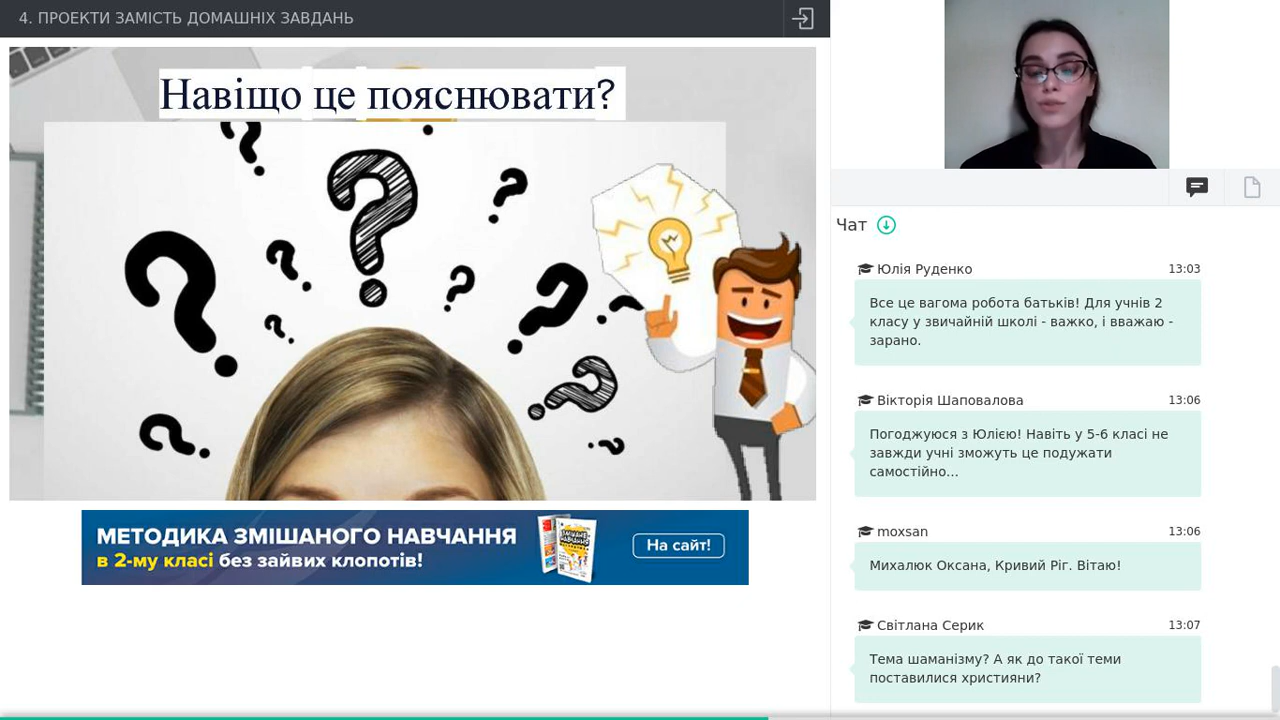 4. ПРОЕКТИ ЗАМІСТЬ ДОМАШНІХ ЗАВДАНЬ
Навіщо це пояснювати?
МЕТОДИКА ЗМІШАНОГО НАВЧАННЯ
в 2-му класі без зайвих клопотів!
На сайт!
Чат
Юлія Руденко 13:03
Все це вагома робота батьків! Для учнів 2
класу у звичайній школі - важко, і вважаю -
зарано.
Вікторія Шаповалова 13:06
Погоджуюся з Юлією! Навіть у 5-6 класі не
завжди учні зможуть це подужати
самостійно...
moxsan 13:06
Михалюк Оксана, Кривий Ріг. Вітаю!
Світлана Серик 13:07
Тема шаманізму? А як до такої теми
поставилися християни?